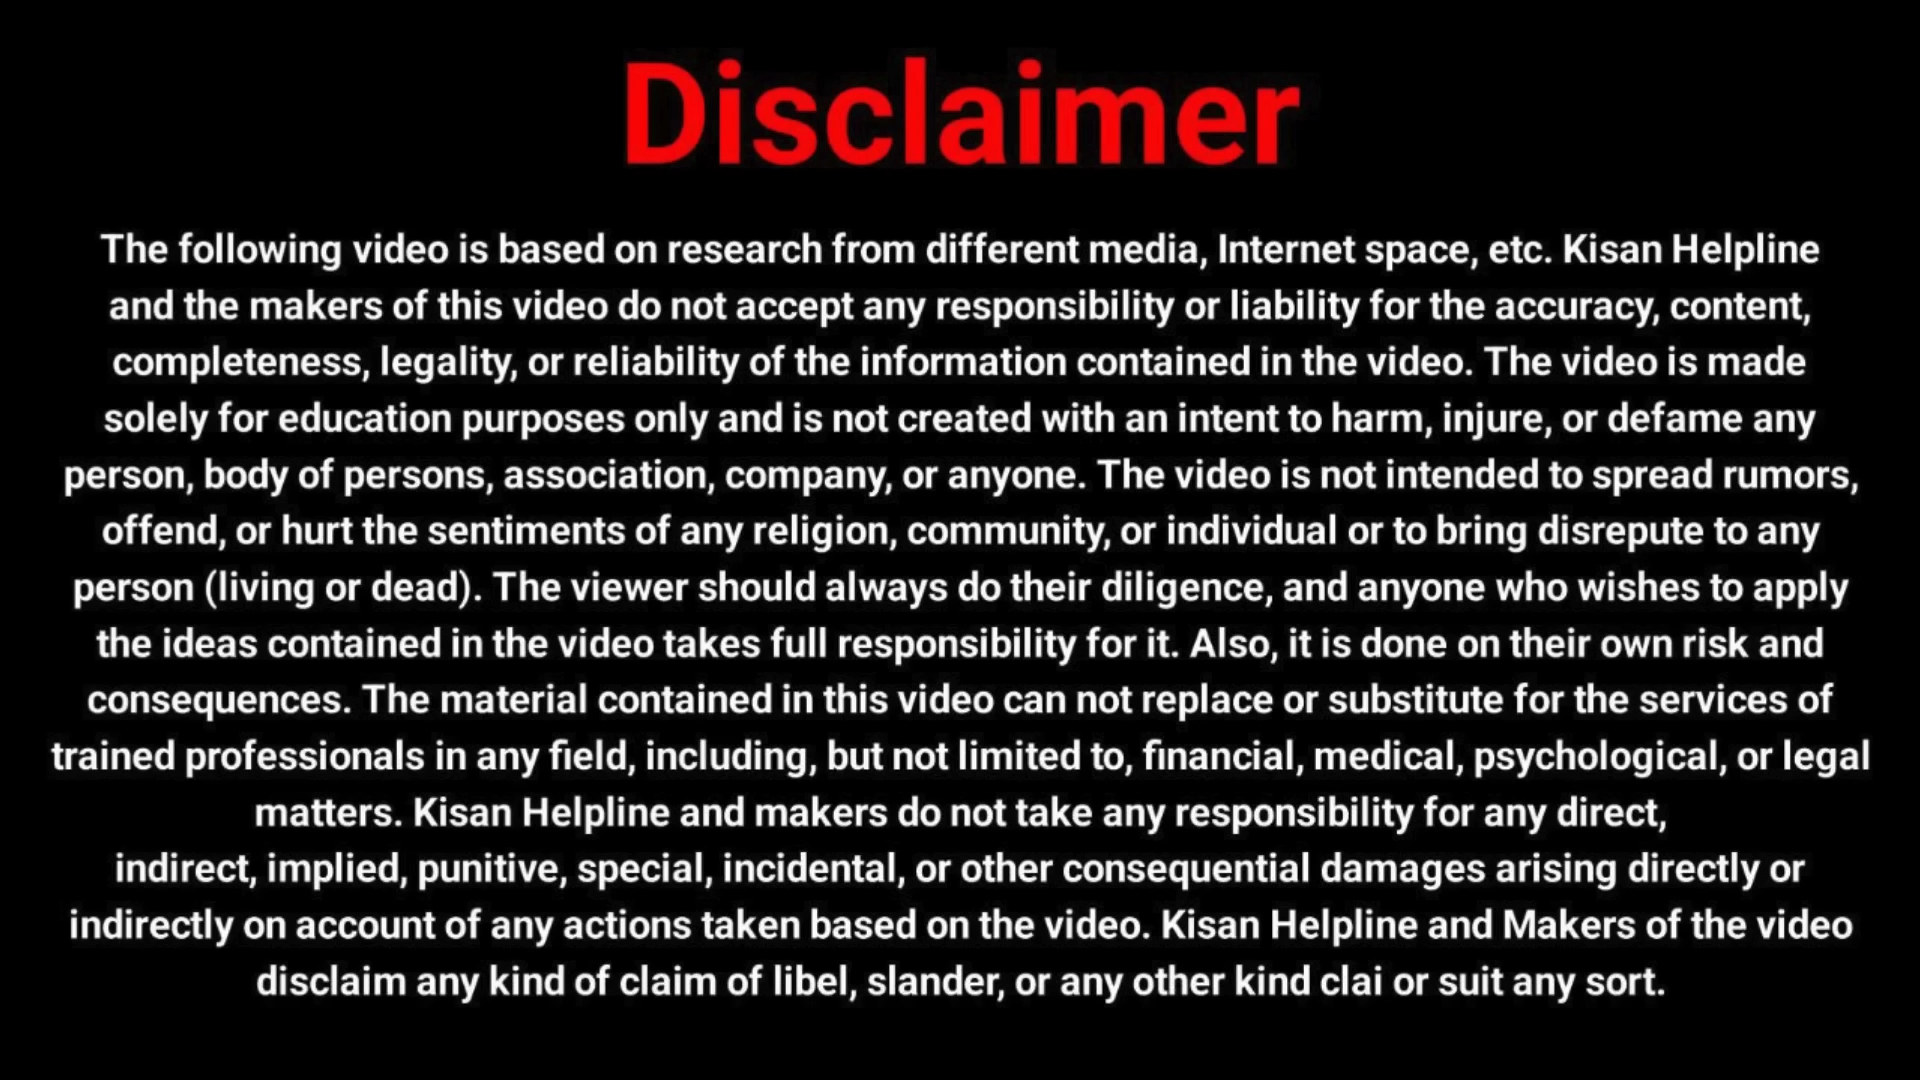 Disclaimer
The following video is based on research from different media, Internet space, etc. Kisan Helpline
and the makers of this video do not accept any responsibility or liability for the accuracy, content,
completeness, legality, or reliability of the information contained in the video. The video is made
solely for education purposes only and is not created with an intent to harm, injure, or defame any
person, body of persons, association, company, or anyone. The video is not intended to spread rumors,
offend, or hurt the sentiments of any religion, community, or individual or to bring disrepute to any
person (living or dead). The viewer should always do their diligence, and anyone who wishes to apply
the ideas contained in the video takes full responsibility for it. Also, it is done on their own risk and
consequences. The material contained in this video can not replace or substitute for the services of
trained professionals in any field, including, but not limited to, financial, medical, psychological, or legal
matters. Kisan Helpline and makers do not take any responsibility for any direct,
indirect, implied, punitive, special, incidental, or other consequential damages arising directly or
indirectly on account of any actions taken based on the video. Kisan Helpline and Makers of the video
disclaim any kind of claim of libel, slander, or any other kind clai or suit any sort.